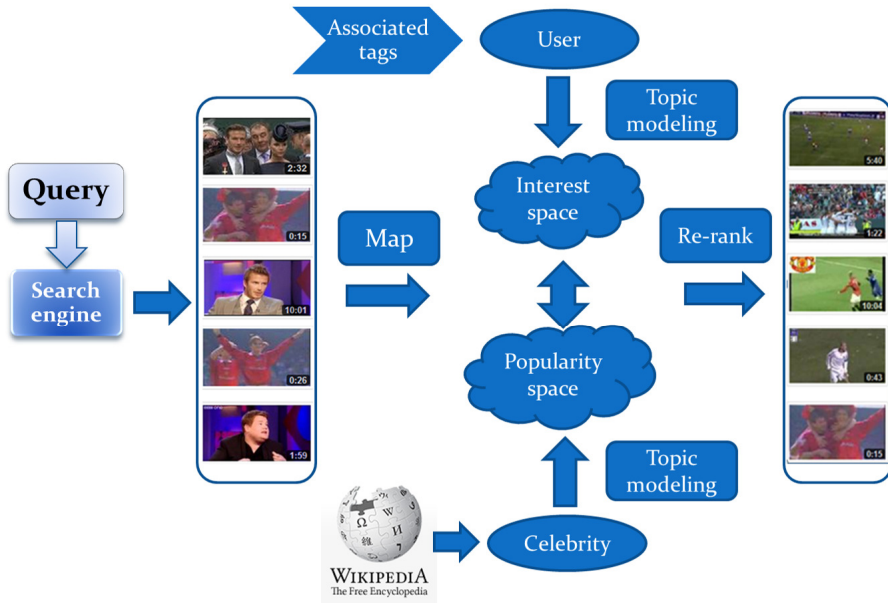 Associated
tags
User
Topic
modeling
Query
Search
engine
2:32
0:15
10:01
0:26
1:59
Map
Interest
space
Popularity
space
Re-rank
5:40
1:22
10:04
0:43
0:15
Topic
modeling
Celebrity
Ω
W
И
WIKIPEDIA
The Free Encyclopedia